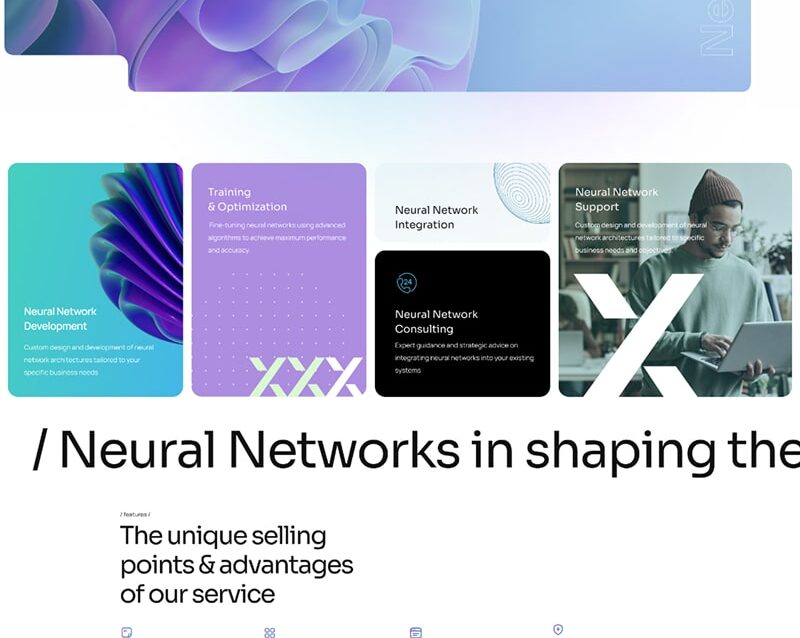 Ne
Neural Network
Development
Custom design and development of neural
network architectures tailored to your
specific business needs
Training
& Optimization
Fine-tuning neural networks using advanced
algorithms to achieve maximum performance
and accuracy.
Neural Network
Integration
24
Neural Network
Consulting
Expert guidance and strategic advice on
integrating neural networks into your existing
systems
Neural Network
Support
Custom design and development of neural
network architectures tailored to specific
business needs and objectives.
/ Neural Networks in shaping the
/ features /
The unique selling
points & advantages
of our service